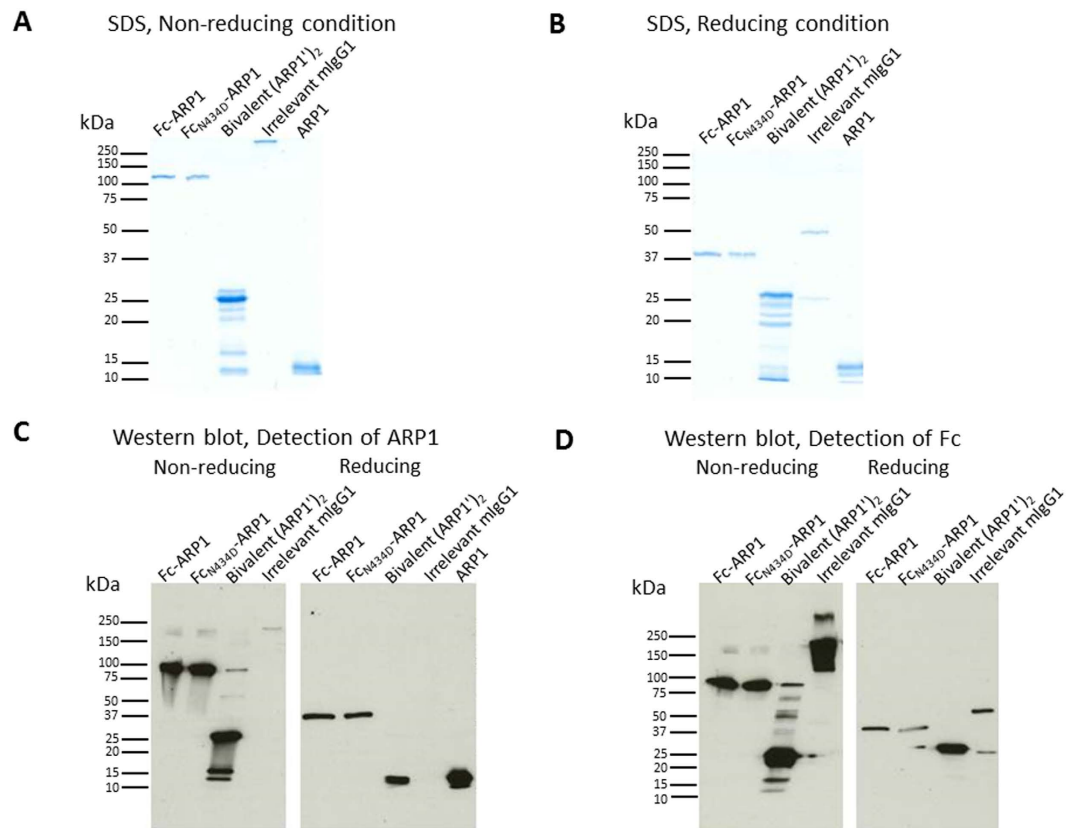 A
SDS, Non-reducing condition
Fc-ARP1
FcN434D-ARP1
Bivalent (ARP1')2
Irrelevant mIgG1
ARP1
kDa
250
150
100
75
50
37
25
20
15
10
B
SDS, Reducing condition
Fc-ARP1
FcN434D-ARP1
Bivalent (ARP1')2
Irrelevant mIgG1
ARP1
kDa
250
150
100
75
50
37
25
20
15
10
C
Western blot, Detection of ARP1
Non-reducing Reducing
Fc-ARP1
FcN434D-ARP1
Bivalent (ARP1')2
Irrelevant mIgG1
Fc-ARP1
FcN434D-ARP1
Bivalent (ARP1')2
Irrelevant mIgG1
ARP1
kDa
250
150
100
75
50
37
25
20
15
10
D
Western blot, Detection of Fc
Non-reducing Reducing
Fc-ARP1
FcN434D-ARP1
Bivalent (ARP1')2
Irrelevant mIgG1
Fc-ARP1
FcN434D-ARP1
Bivalent (ARP1')2
Irrelevant mIgG1
kDa
250
150
100
75
50
37
25
20
15
10